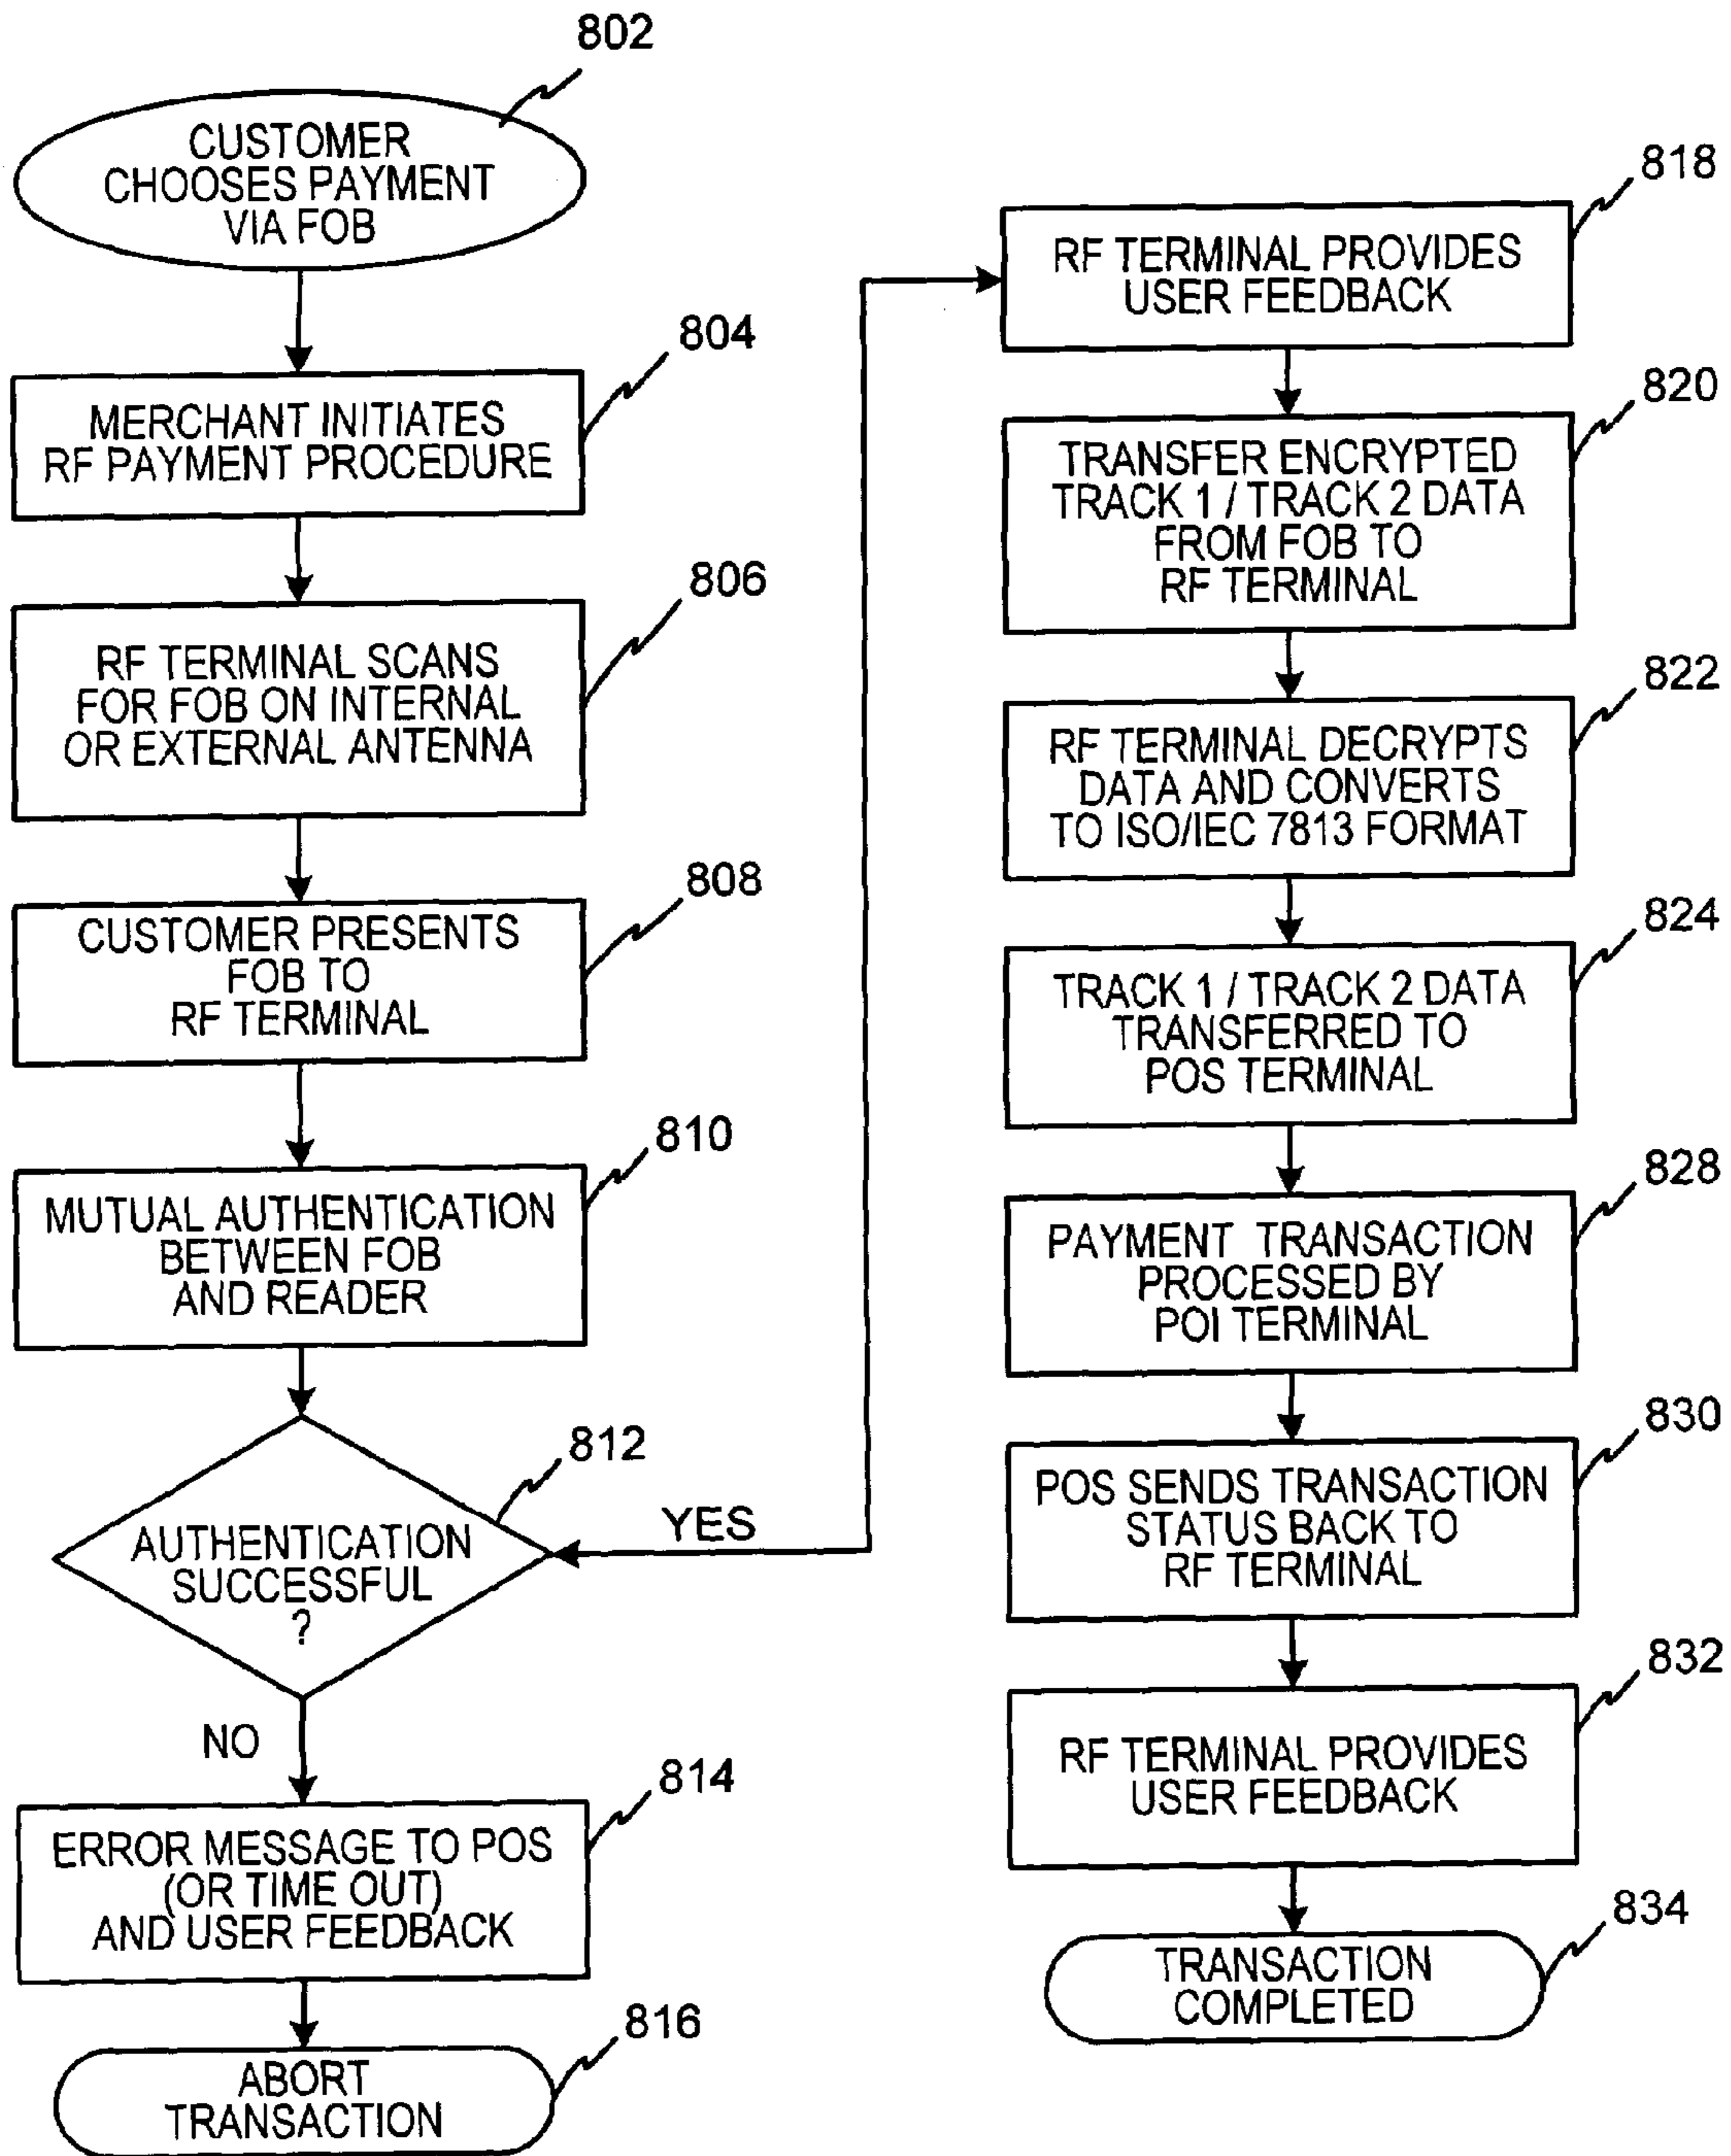 802
CUSTOMER
CHOOSES PAYMENT
VIA FOB
804
MERCHANT INITIATES
RF PAYMENT PROCEDURE
806
RF TERMINAL SCANS
FOR FOB ON INTERNAL
OR EXTERNAL ANTENNA
808
CUSTOMER PRESENTS
FOB TO
RF TERMINAL
810
MUTUAL AUTHENTICATION
BETWEEN FOB
AND READER
812
AUTHENTICATION
SUCCESSFUL
?
YES
NO
814
ERROR MESSAGE TO POS
(OR TIME OUT)
AND USER FEEDBACK
816
ABORT
TRANSACTION
818
RF TERMINAL PROVIDES
USER FEEDBACK
820
TRANSFER ENCRYPTED
TRACK 1 / TRACK 2 DATA
FROM FOB TO
RF TERMINAL
822
RF TERMINAL DECRYPTS
DATA AND CONVERTS
TO ISO/IEC 7813 FORMAT
824
TRACK 1 / TRACK 2 DATA
TRANSFERRED TO
POS TERMINAL
828
PAYMENT TRANSACTION
PROCESSED BY
POI TERMINAL
830
POS SENDS TRANSACTION
STATUS BACK TO
RF TERMINAL
832
RF TERMINAL PROVIDES
USER FEEDBACK
834
TRANSACTION
COMPLETED